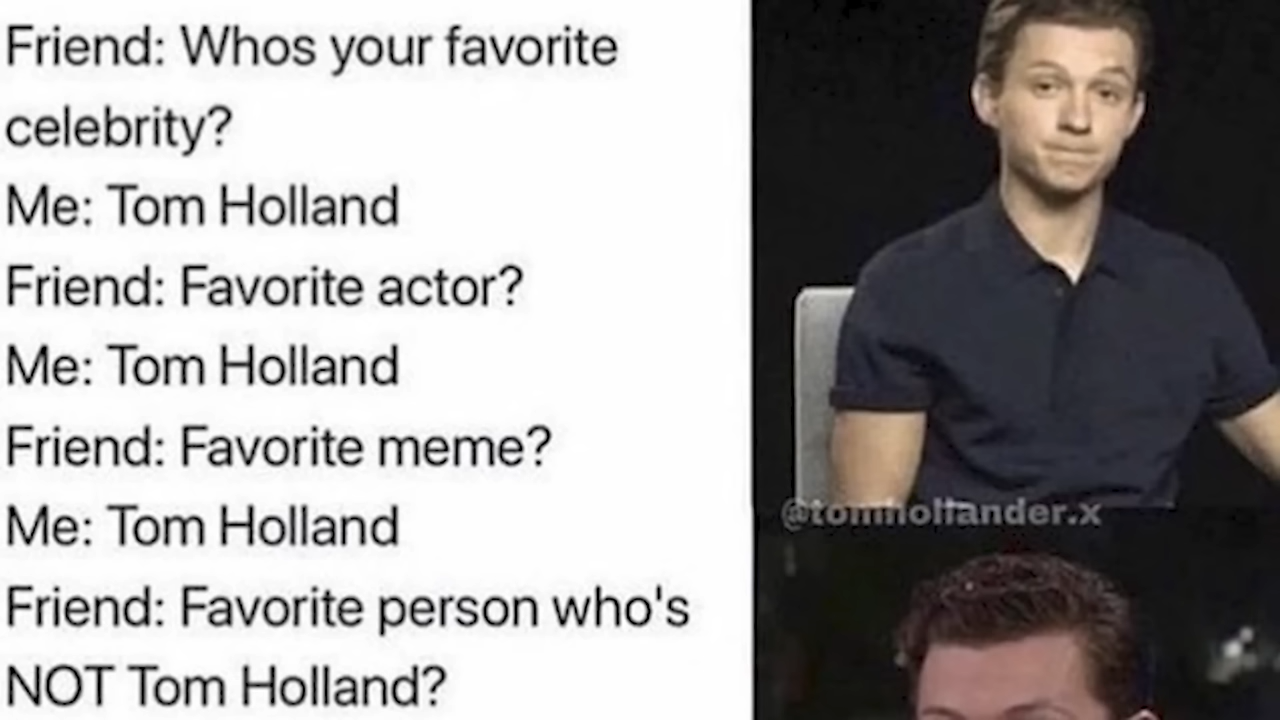 Friend: Whos your favorite
celebrity?
Me: Tom Holland
Friend: Favorite actor?
Me: Tom Holland
Friend: Favorite meme?
Me: Tom Holland
Friend: Favorite person who's
NOT Tom Holland?
@tomhollander.x